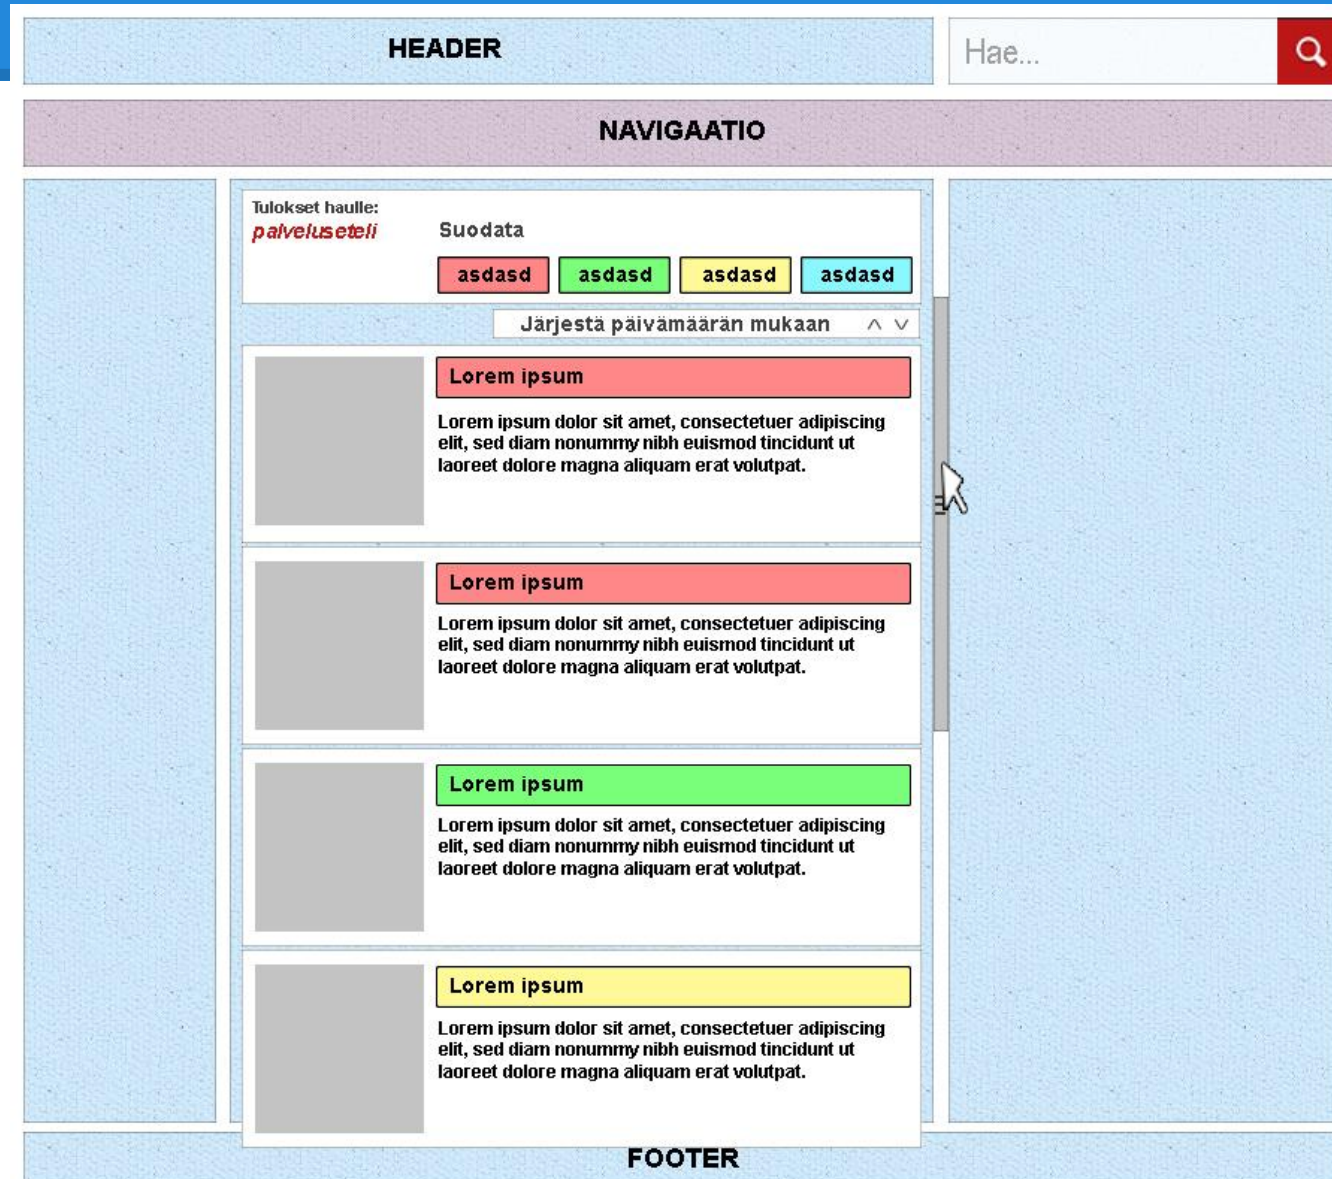 HEADER
Hae...
NAVIGAATIO
Tulokset haulle:
palveluseteli
Suodata
asdasd asdasd asdasd asdasd
Järjestä päivämäärän mukaan
Lorem ipsum
Lorem ipsum dolor sit amet, consectetuer adipiscing
elit, sed diam nonummy nibh euismod tincidunt ut
laoreet dolore magna aliquam erat volutpat.
Lorem ipsum
Lorem ipsum dolor sit amet, consectetuer adipiscing
elit, sed diam nonummy nibh euismod tincidunt ut
laoreet dolore magna aliquam erat volutpat.
Lorem ipsum
Lorem ipsum dolor sit amet, consectetuer adipiscing
elit, sed diam nonummy nibh euismod tincidunt ut
laoreet dolore magna aliquam erat volutpat.
Lorem ipsum
Lorem ipsum dolor sit amet, consectetuer adipiscing
elit, sed diam nonummy nibh euismod tincidunt ut
laoreet dolore magna aliquam erat volutpat.
FOOTER